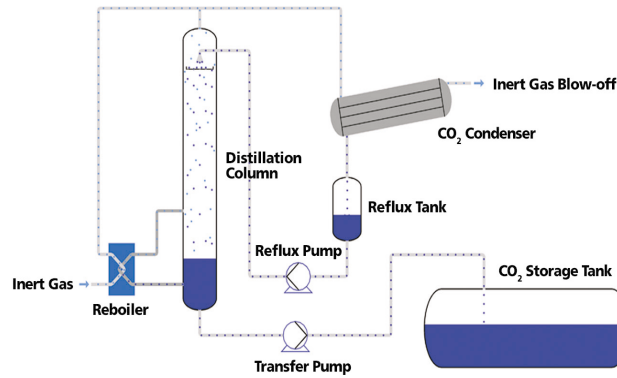 Inert Gas Blow-off
CO₂ Condenser
Distillation
Column
Reflux Tank
Reflux Pump
CO₂ Storage Tank
Inert Gas
Reboiler
Transfer Pump